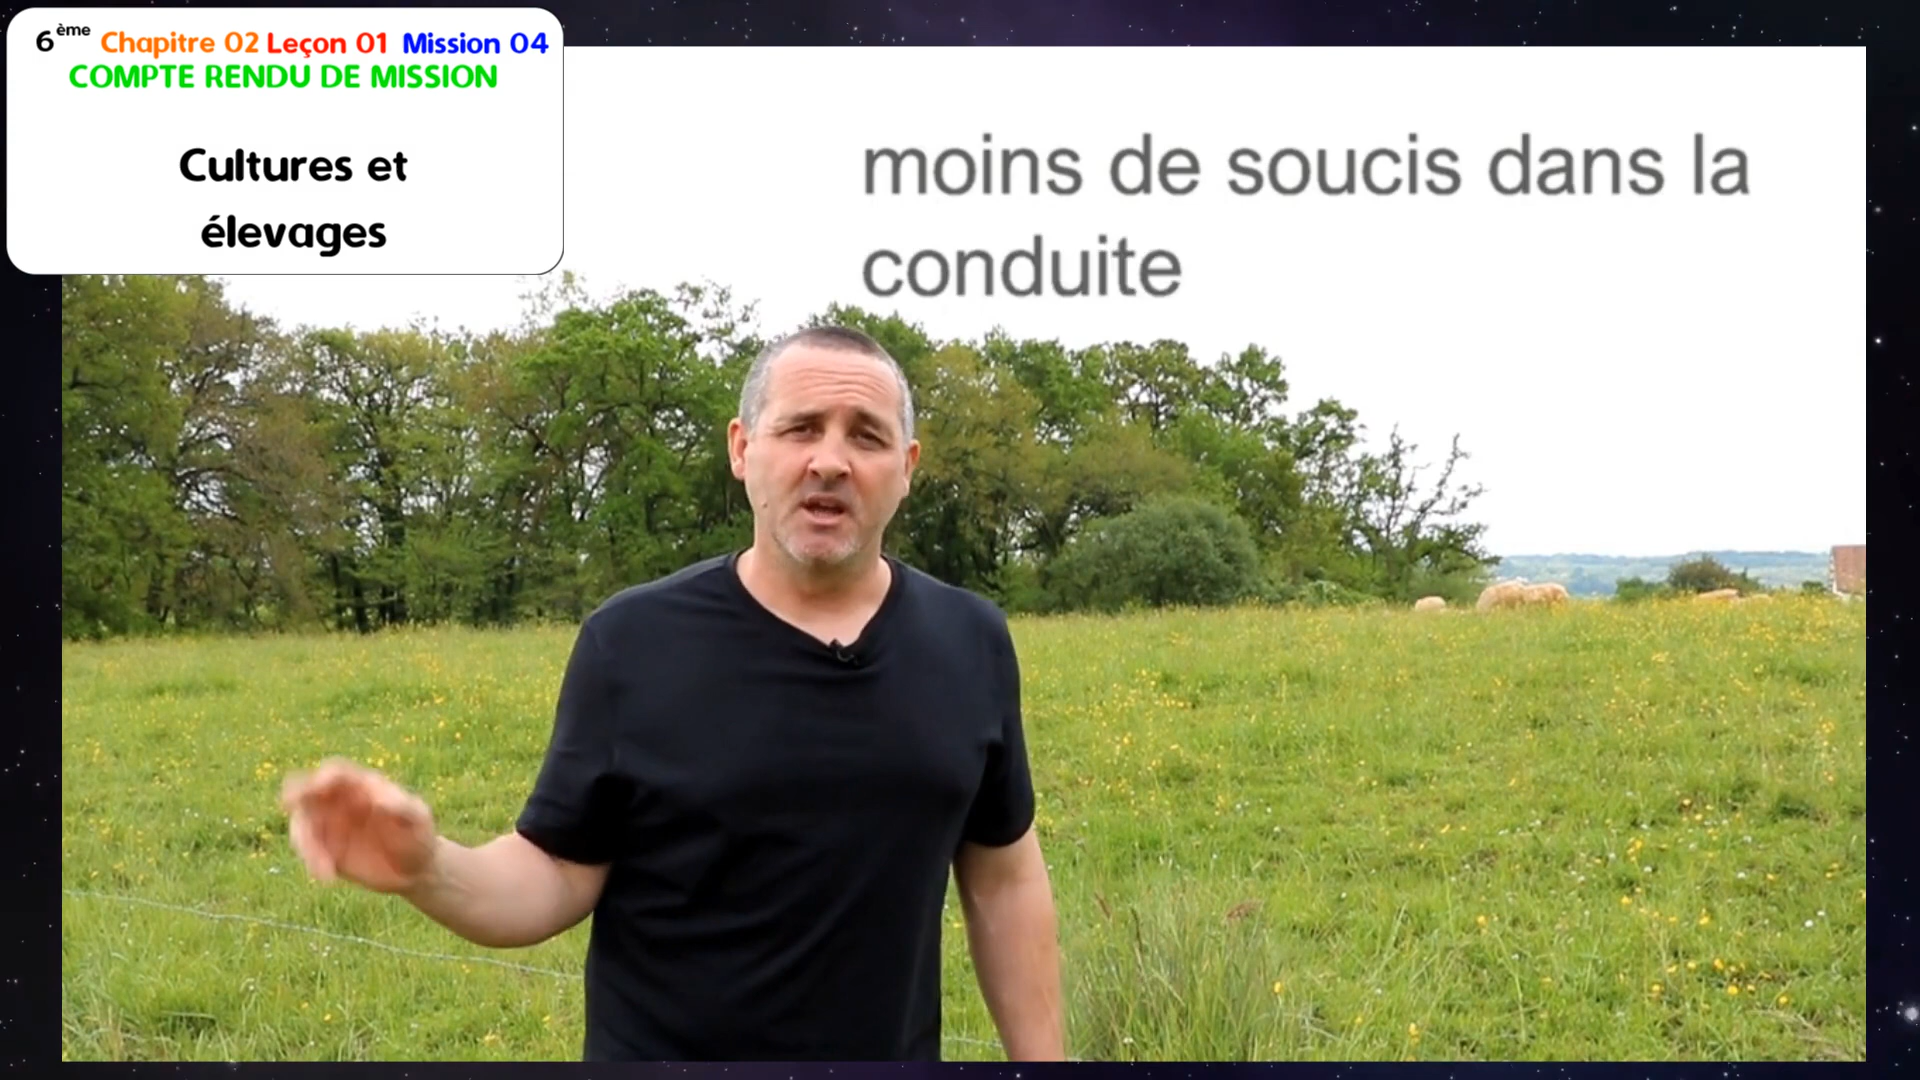 6ème Chapitre 02 Leçon 01 Mission 04
COMPTE RENDU DE MISSION
Cultures et
élevages
moins de soucis dans la
conduite